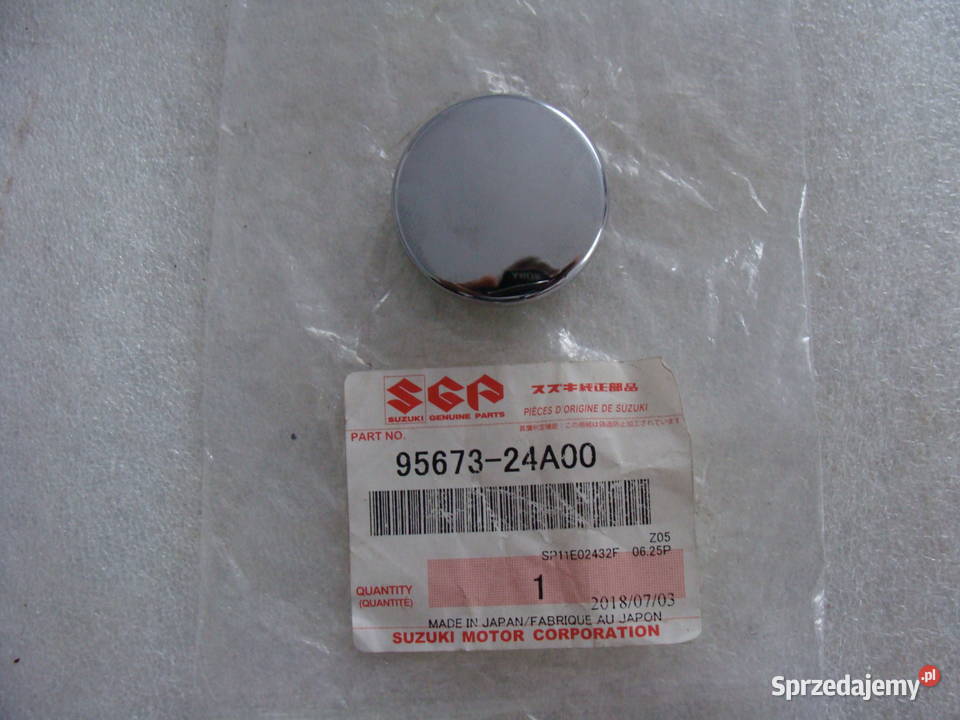 SGP
SUZUKI GENUINE PARTS
スズキ純正部品
PIÈCES D'ORIGINE DE SUZUKI
PART NO.
95673-24A00
Z05
SP11E02432F 06.25P
QUANTITY
(QUANTITÉ)
1
2018/07/03
MADE IN JAPAN/FABRIQUE AU JAPON
SUZUKI MOTOR CORPORATION
Sprzedajemy.pl